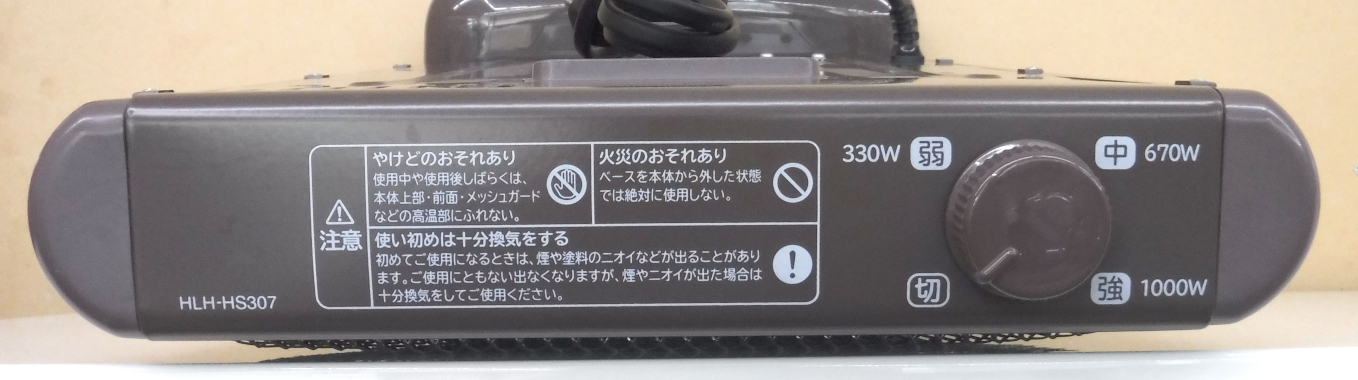 注意
やけどのおそれあり
使用中や使用後しばらくは、
本体上部・前面・メッシュガード
などの高温部にふれない。
火災のおそれあり
ベースを本体から外した状態
では絶対に使用しない。
使い初めは十分換気をする
初めてご使用になるときは、煙や塗料のニオイなどが出ることがあり
ます。ご使用にともない出なくなりますが、煙やニオイが出た場合は
十分換気をしてご使用ください。
HLH-HS307
330W 弱
中 670W
切
強 1000W